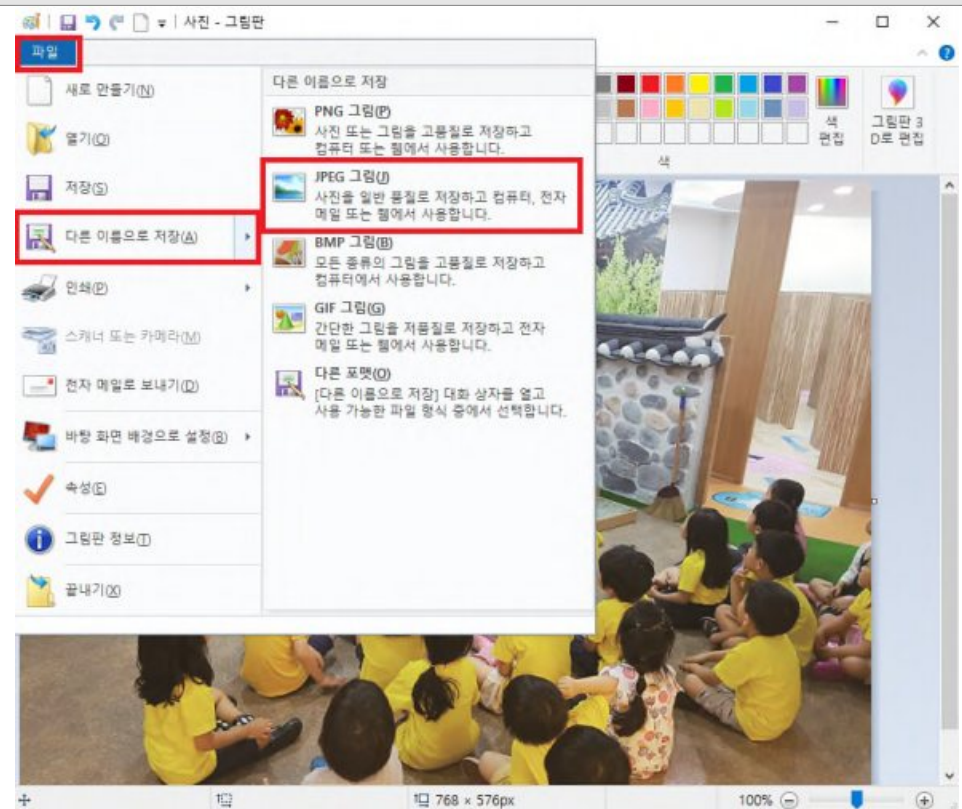 사진 - 그림판
파일
새로 만들기(N)
열기(O)
저장(S)
다른 이름으로 저장(A)
인쇄(P)
스캐너 또는 카메라(M)
전자 메일로 보내기(D)
바탕 화면 배경으로 설정(B)
속성(E)
그림판 정보(T)
끝내기(X)
다른 이름으로 저장
PNG 그림(P)
사진 또는 그림을 고품질로 저장하고
컴퓨터 또는 웹에서 사용합니다.
JPEG 그림(J)
사진을 일반 품질로 저장하고 컴퓨터, 전자
메일 또는 웹에서 사용합니다.
BMP 그림(B)
모든 종류의 그림을 고품질로 저장하고
컴퓨터에서 사용합니다.
GIF 그림(G)
간단한 그림을 저품질로 저장하고 전자
메일 또는 웹에서 사용합니다.
다른 포맷(O)
[다른 이름으로 저장] 대화 상자를 열고
사용 가능한 파일 형식 중에서 선택합니다.
색
편집
그림판 3
D로 편집
색
768 × 576px
100%